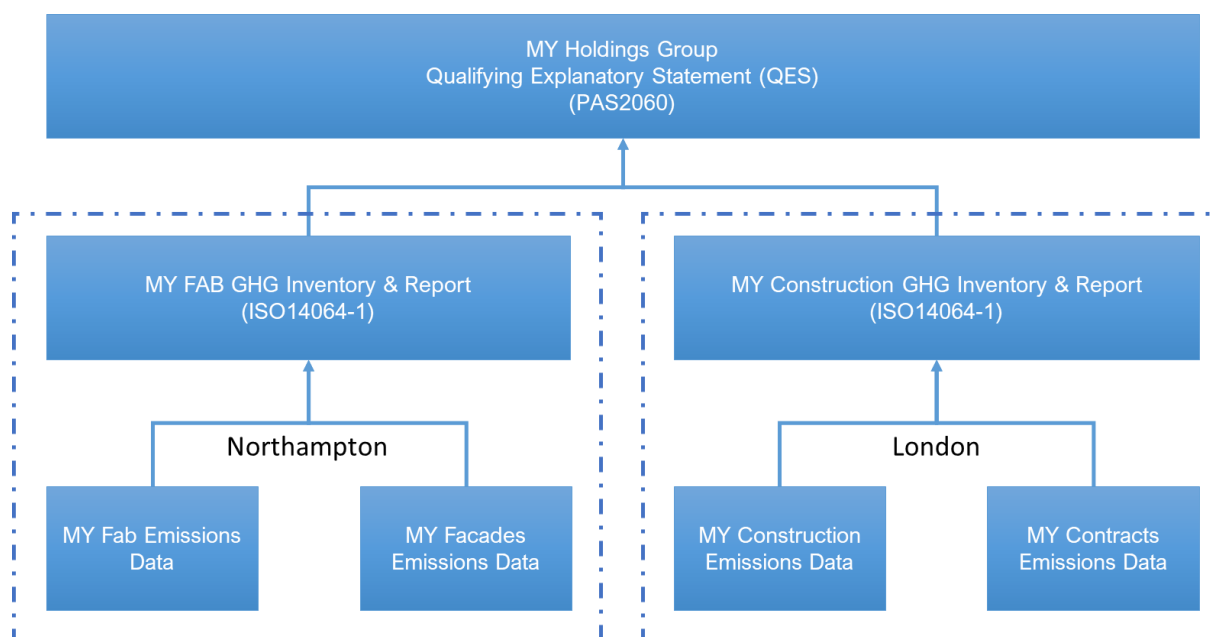 MY Holdings Group
Qualifying Explanatory Statement (QES)
(PAS2060)
MY FAB GHG Inventory & Report
(ISO14064-1)
MY Construction GHG Inventory & Report
(ISO14064-1)
Northampton
London
MY Fab Emissions
Data
MY Facades
Emissions Data
MY Construction
Emissions Data
MY Contracts
Emissions Data